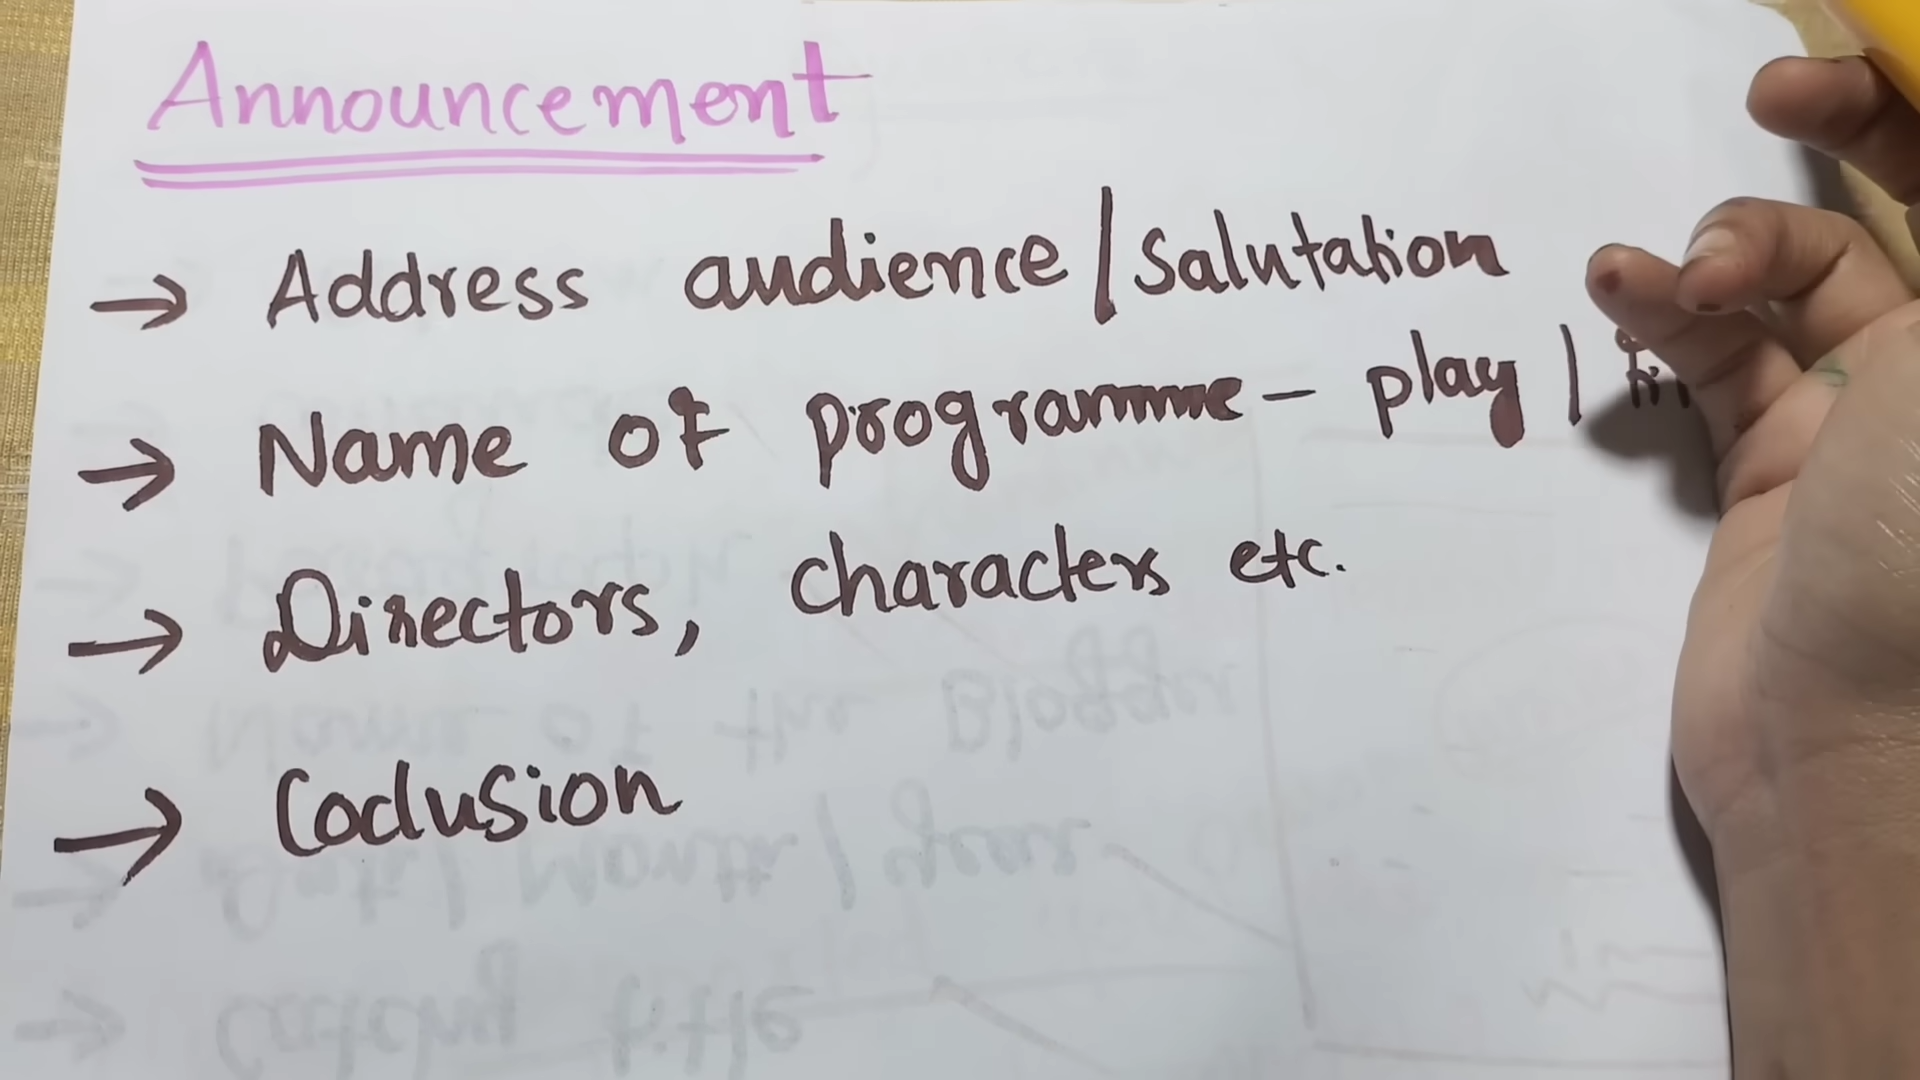 Announcement
→ Address audience / Salutation
→ Name of programme - play /
→ Directors, characters etc.
→ Coclusion